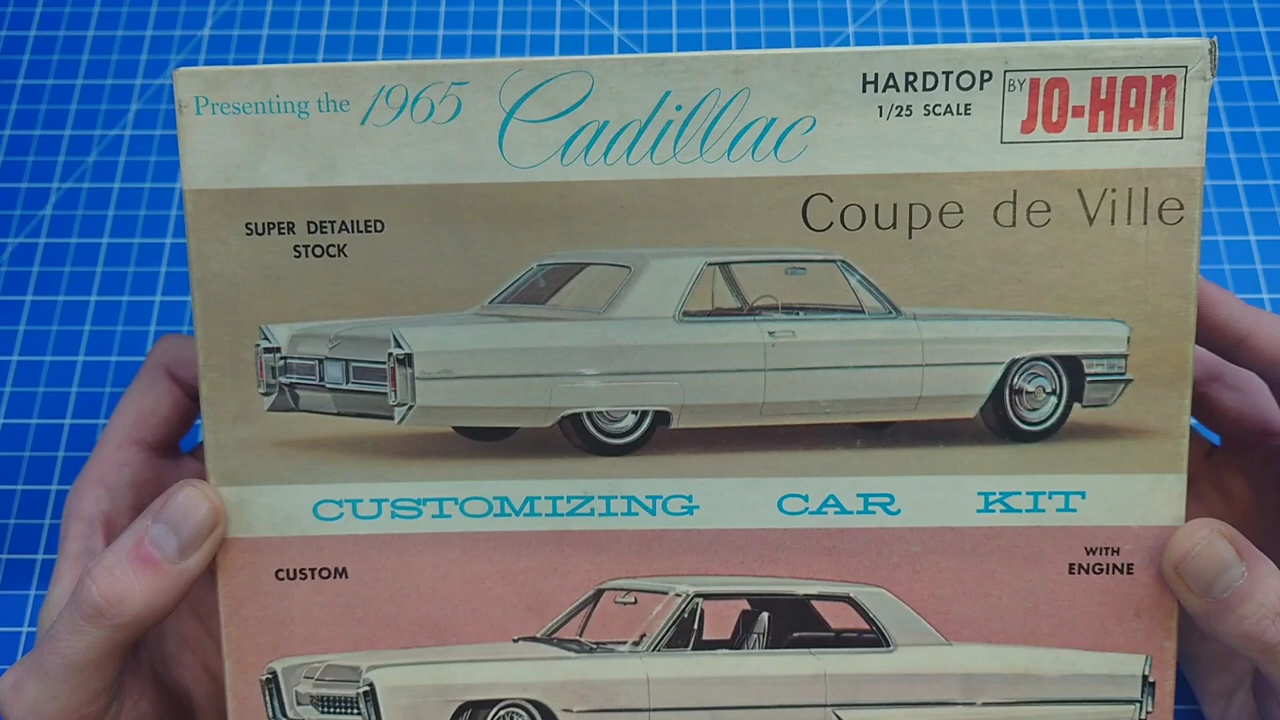 Presenting the 1965 Cadillac
HARDTOP
1/25 SCALE
BY JO-HAN
Coupe de Ville
SUPER DETAILED
STOCK
CUSTOMIZING CAR KIT
CUSTOM
WITH
ENGINE